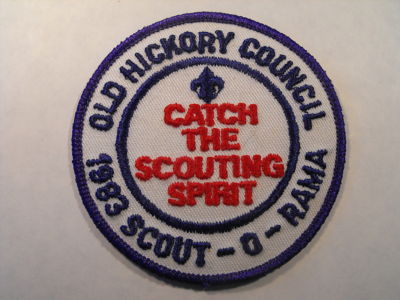 OLD HICKORY COUNCIL
CATCH
THE
SCOUTING
SPIRIT
1983 SCOUT-O-RAMA